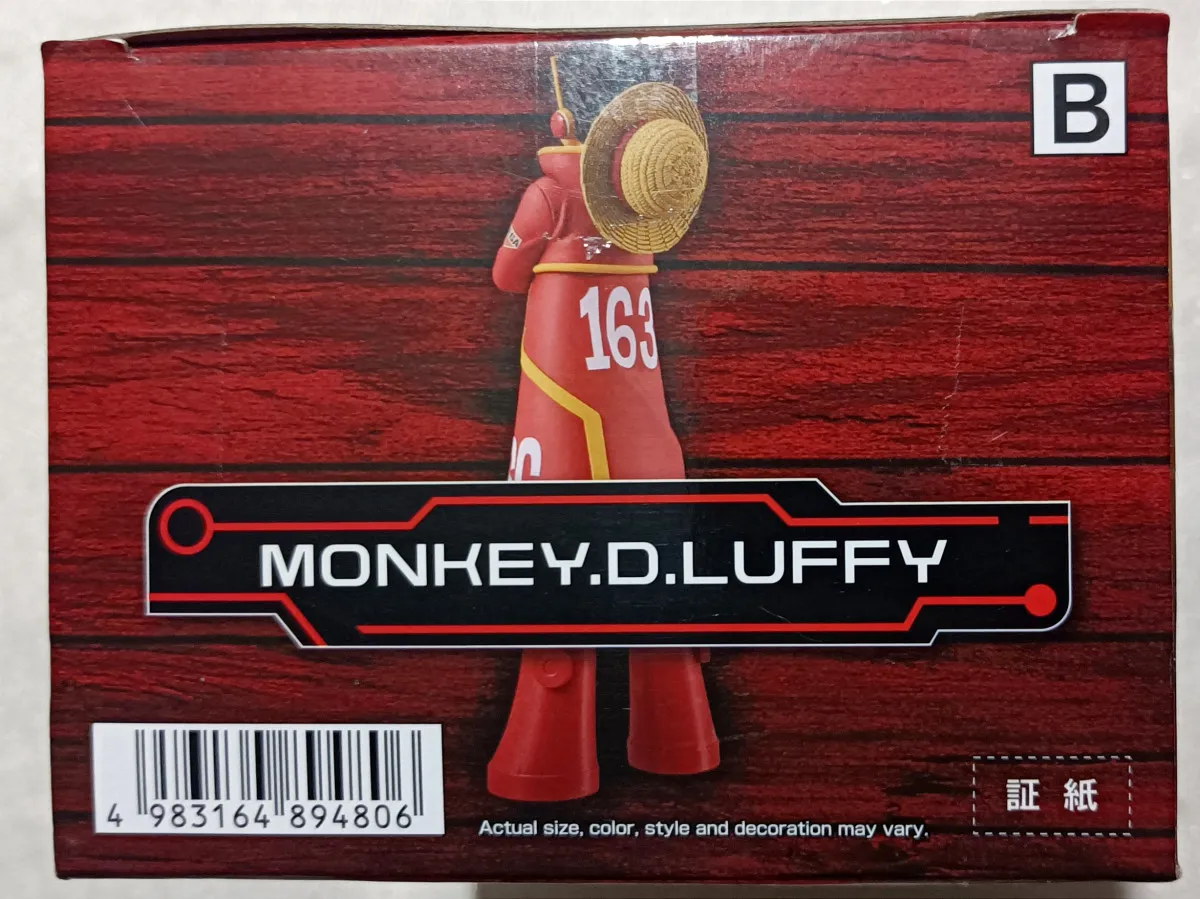 B
163
MONKEY.D.LUFFY
4 983164 894806
Actual size, color, style and decoration may vary.
証 紙